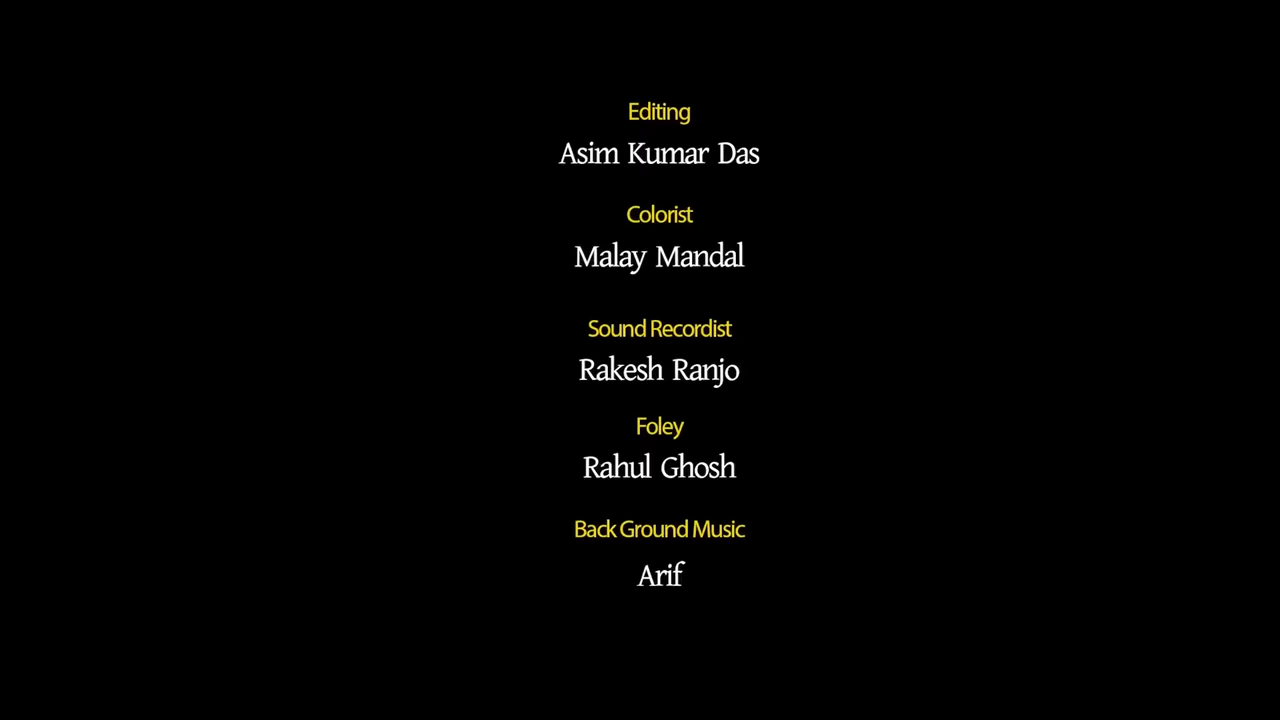 Editing
Asim Kumar Das
Colorist
Malay Mandal
Sound Recordist
Rakesh Ranjo
Foley
Rahul Ghosh
Back Ground Music
Arif